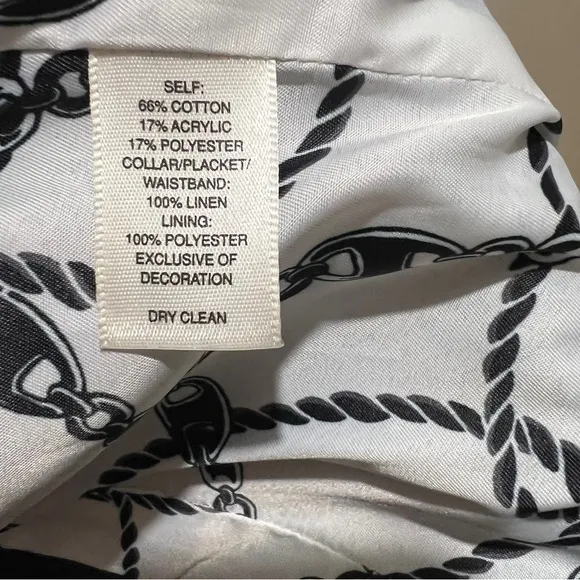 SELF:
66% COTTON
17% ACRYLIC
17% POLYESTER
COLLAR/PLACKET/
WAISTBAND:
100% LINEN
LINING:
100% POLYESTER
EXCLUSIVE OF
DECORATION
DRY CLEAN